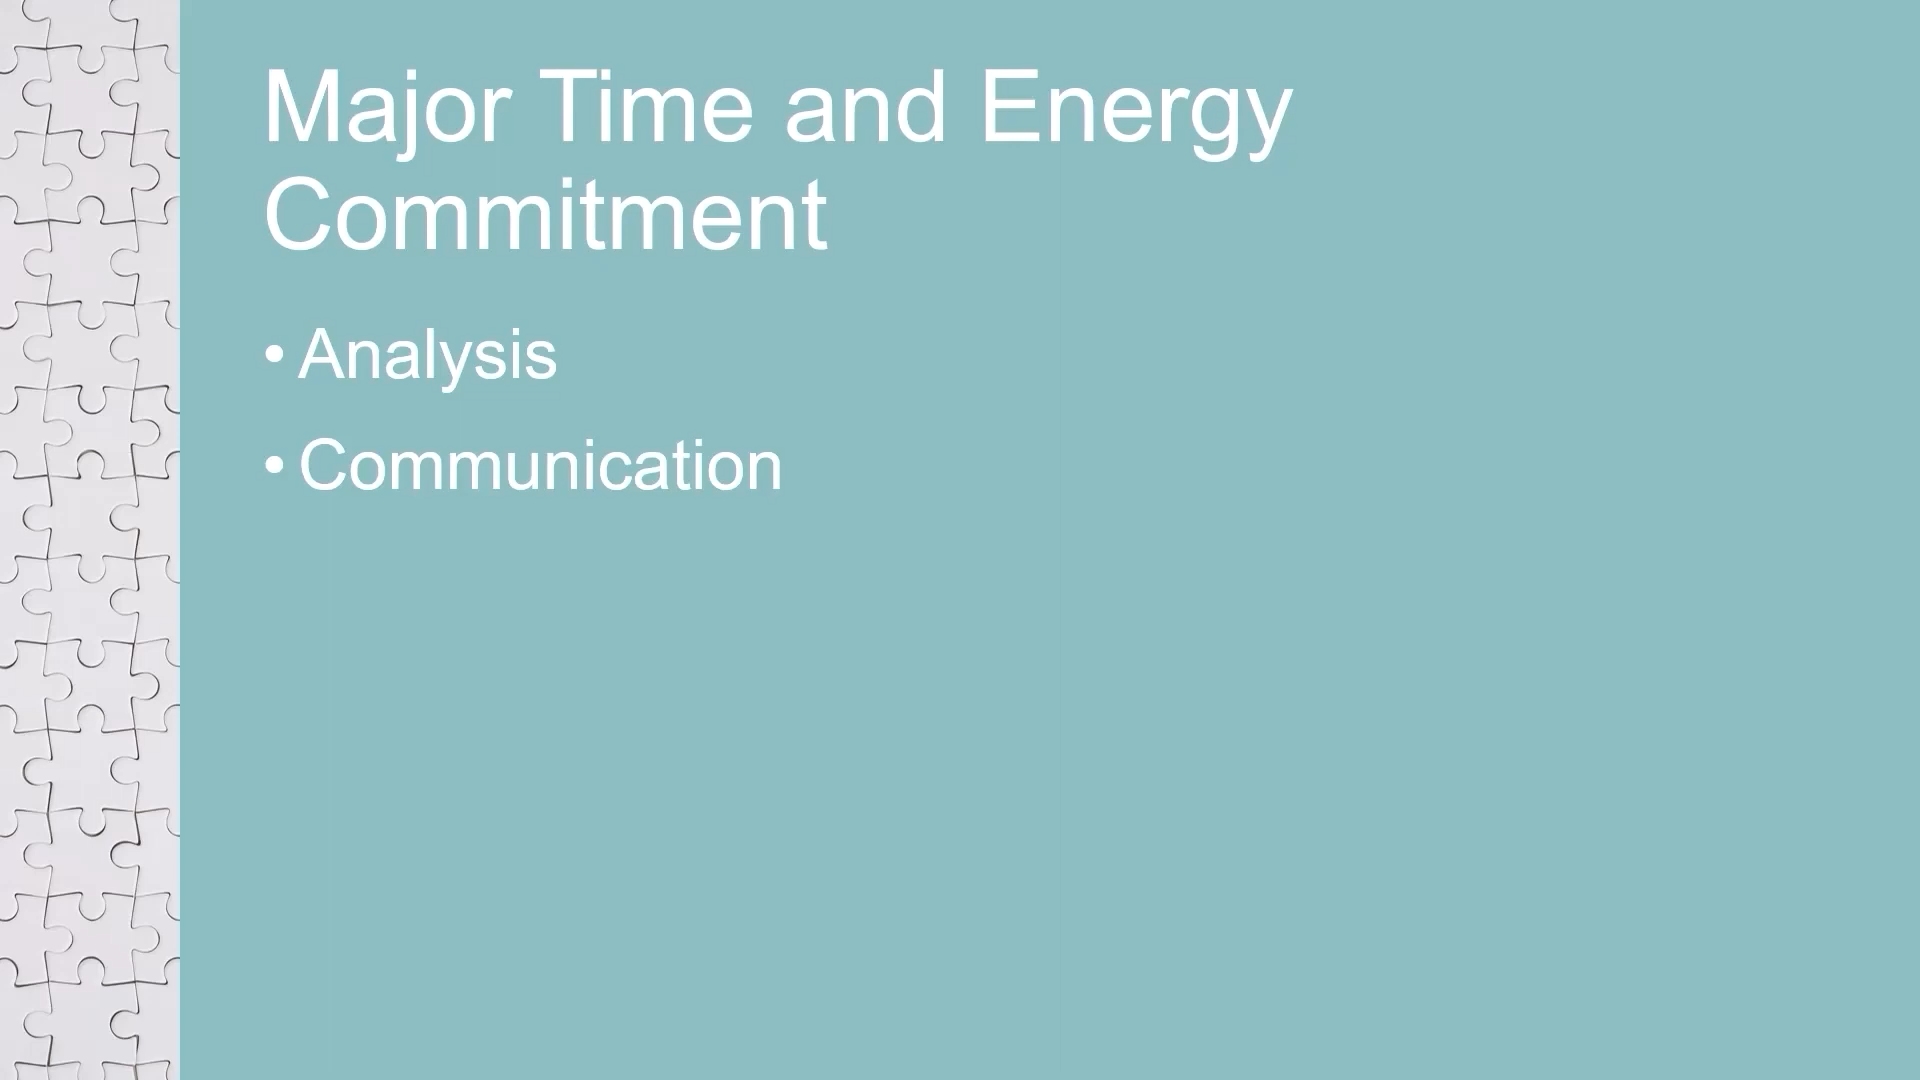 Major Time and Energy
Commitment
• Analysis
• Communication